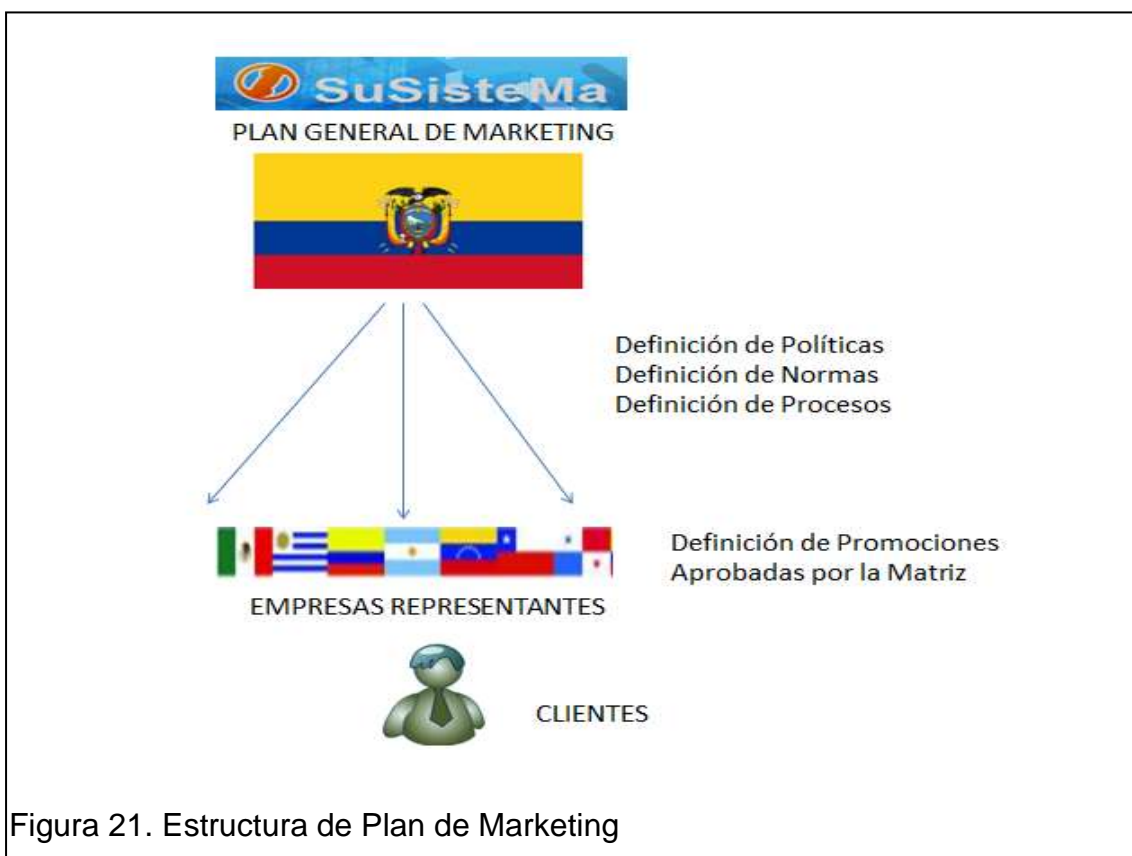 SuSisteMa
PLAN GENERAL DE MARKETING
Definición de Políticas
Definición de Normas
Definición de Procesos
Definición de Promociones
Aprobadas por la Matriz
EMPRESAS REPRESENTANTES
CLIENTES
Figura 21. Estructura de Plan de Marketing